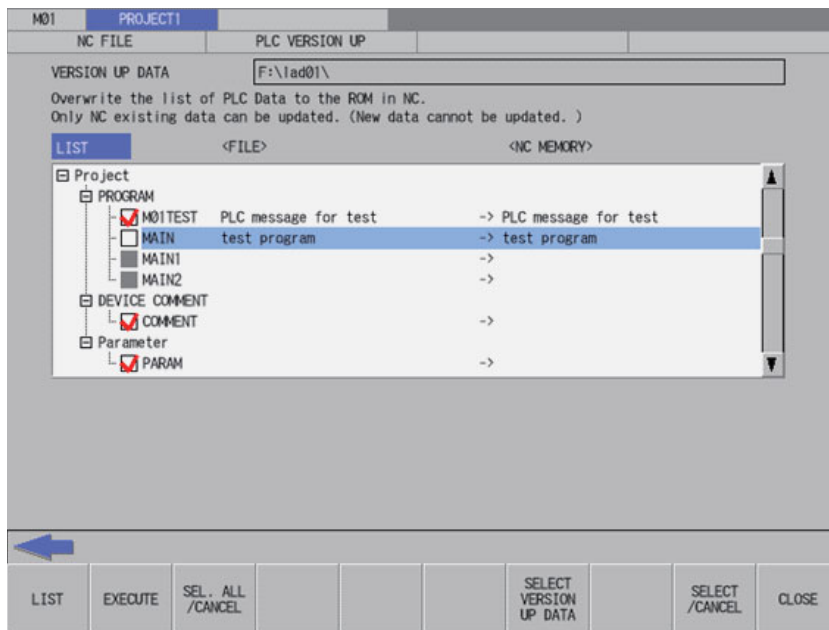 M01 PROJECT1
NC FILE PLC VERSION UP
VERSION UP DATA F:\lad01\
Overwrite the list of PLC Data to the ROM in NC.
Only NC existing data can be updated. (New data cannot be updated. )
LIST <FILE> <NC MEMORY>
Project
PROGRAM
M01TEST PLC message for test -> PLC message for test
MAIN test program -> test program
MAIN1 ->
MAIN2 ->
DEVICE COMMENT
COMMENT ->
Parameter
PARAM ->
LIST
EXECUTE
SEL. ALL
/CANCEL
SELECT
VERSION
UP DATA
SELECT
/CANCEL
CLOSE